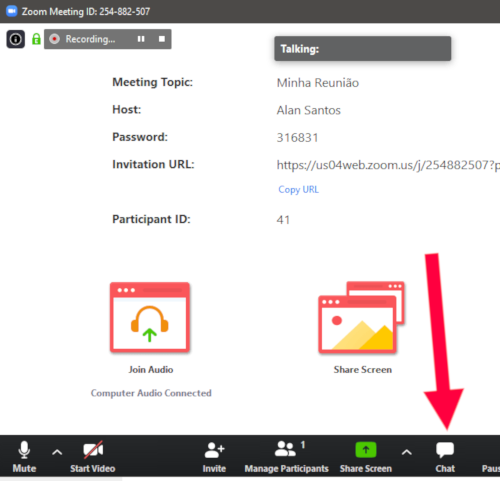 Zoom Meeting ID: 254-882-507
Recording...
Talking:
Meeting Topic: Minha Reunião
Host: Alan Santos
Password: 316831
Invitation URL: https://us04web.zoom.us/j/254882507?p
Copy URL
Participant ID: 41
Join Audio Share Screen
Computer Audio Connected
1
Mute Start Video Invite Manage Participants Share Screen Chat Paus